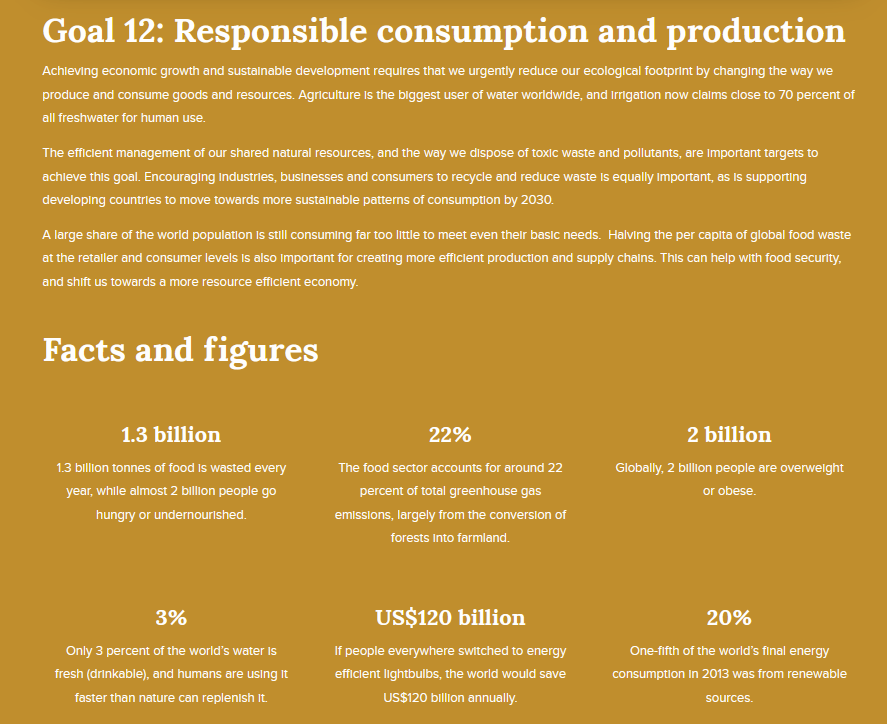 Goal 12: Responsible consumption and production
Achieving economic growth and sustainable development requires that we urgently reduce our ecological footprint by changing the way we
produce and consume goods and resources. Agriculture is the biggest user of water worldwide, and irrigation now claims close to 70 percent of
all freshwater for human use.
The efficient management of our shared natural resources, and the way we dispose of toxic waste and pollutants, are important targets to
achieve this goal. Encouraging industries, businesses and consumers to recycle and reduce waste is equally important, as is supporting
developing countries to move towards more sustainable patterns of consumption by 2030.
A large share of the world population is still consuming far too little to meet even their basic needs.  Halving the per capita of global food waste
at the retailer and consumer levels is also important for creating more efficient production and supply chains. This can help with food security,
and shift us towards a more resource efficient economy.
Facts and figures
1.3 billion
1.3 billion tonnes of food is wasted every
year, while almost 2 billion people go
hungry or undernourished.
22%
The food sector accounts for around 22
percent of total greenhouse gas
emissions, largely from the conversion of
forests into farmland.
2 billion
Globally, 2 billion people are overweight
or obese.
3%
Only 3 percent of the world's water is
fresh (drinkable), and humans are using it
faster than nature can replenish it.
US$120 billion
If people everywhere switched to energy
efficient lightbulbs, the world would save
US$120 billion annually.
20%
One-fifth of the world's final energy
consumption in 2013 was from renewable
sources.